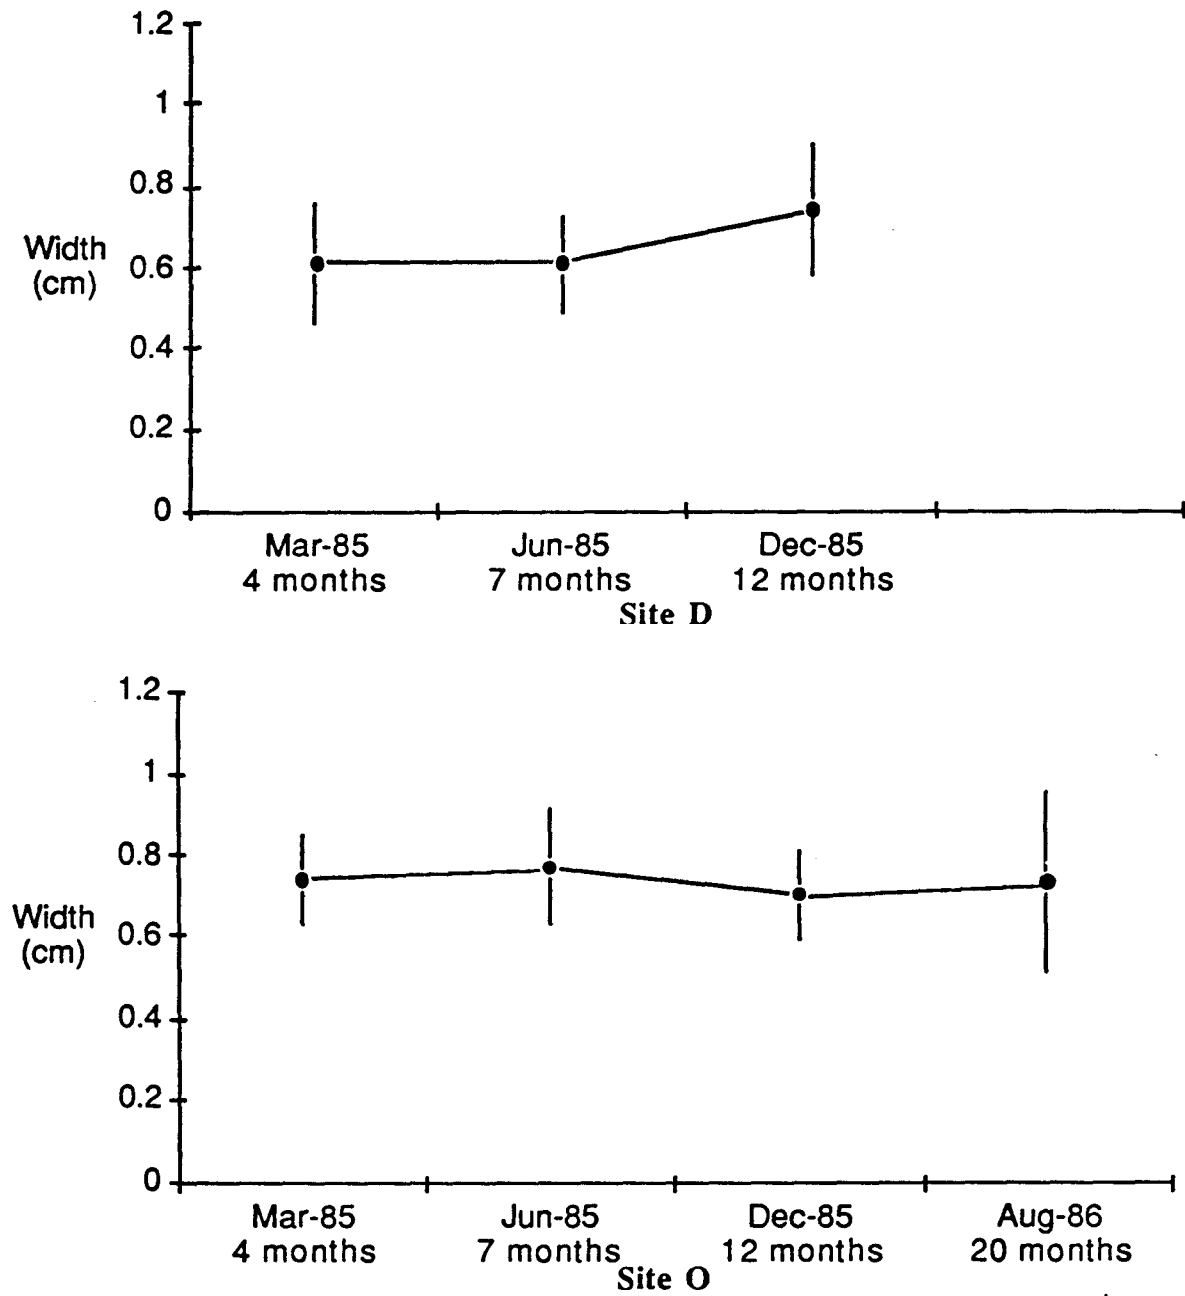 1.2
1
0.8
Width
(cm)
0.6
0.4
0.2
0
Mar-85 Jun-85 Dec-85
4 months 7 months 12 months
Site D
1.2
1
0.8
Width
(cm)
0.6
0.4
0.2
0
Mar-85 Jun-85 Dec-85 Aug-86
4 months 7 months 12 months 20 months
Site O